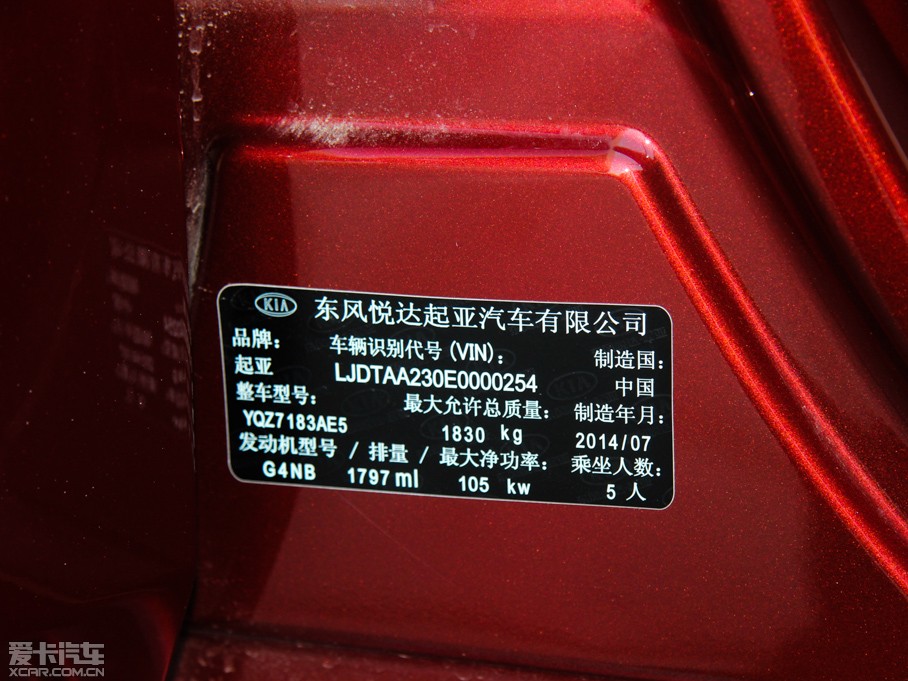 KIA 东风悦达起亚汽车有限公司
品牌: 车辆识别代号(VIN): 制造国:
起亚 LJDTAA230E0000254 中国
整车型号: 最大允许总质量: 制造年月:
YQZ7183AE5 1830 kg 2014/07
发动机型号/排量/最大净功率: 乘坐人数:
G4NB 1797ml 105 kw 5人
爱卡汽车
XCAR.COM.CN